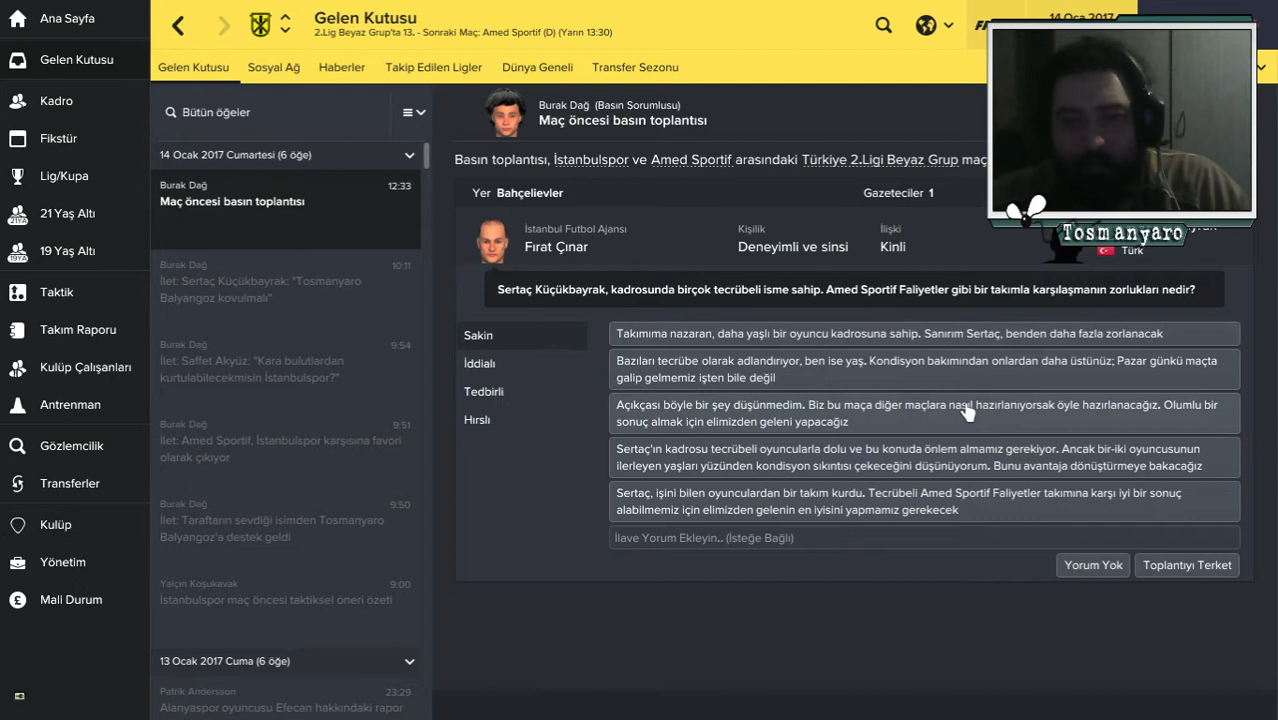 Ana Sayfa
Gelen Kutusu
Kadro
Fikstür
Lig/Kupa
21 Yaş Altı
19 Yaş Altı
Taktik
Takım Raporu
Kulüp Çalışanları
Antrenman
Gözlemcilik
Transferler
Kulüp
Yönetim
Mali Durum
Gelen Kutusu
2.Lig Beyaz Grup'ta 13. - Sonraki Maç: Amed Sportif (D) (Yarın 13:30)
14 Oca 2017
Gelen Kutusu
Sosyal Ağ
Haberler
Takip Edilen Ligler
Dünya Geneli
Transfer Sezonu
Bütün öğeler
14 Ocak 2017 Cumartesi (6 öğe)
Burak Dağ 12:33
Maç öncesi basın toplantısı
Burak Dağ 10:11
İlet: Sertaç Küçükbayrak: "Tosmanyaro
Balyangoz kovulmalı"
Burak Dağ 9:54
İlet: Saffet Akyüz: "Kara bulutlardan
kurtulabilecekmisin İstanbulspor?"
Burak Dağ 9:51
İlet: Amed Sportif, İstanbulspor karşısına favori
olarak çıkıyor
Burak Dağ 9:50
İlet: Taraftarın sevdiği isimden Tosmanyaro
Balyangoz'a destek geldi
Yalçın Koşukavak 9:00
İstanbulspor maç öncesi taktiksel öneri özeti
13 Ocak 2017 Cuma (6 öğe)
Patrik Andersson 23:29
Alanyaspor oyuncusu Efecan hakkındaki rapor
Burak Dağ (Basın Sorumlusu)
Maç öncesi basın toplantısı
Basın toplantısı, İstanbulspor ve Amed Sportif arasındaki Türkiye 2.Ligi Beyaz Grup maç
Yer Bahçelievler
Gazeteciler 1
İstanbul Futbol Ajansı
Fırat Çınar
Kişilik
Deneyimli ve sinsi
İlişki
Kinli
Türk
Tosmanyaro
Sertaç Küçükbayrak, kadrosunda birçok tecrübeli isme sahip. Amed Sportif Faliyetler gibi bir takımla karşılaşmanın zorlukları nedir?
Sakin
İddialı
Tedbirli
Hırslı
Takımıma nazaran, daha yaşlı bir oyuncu kadrosuna sahip. Sanırım Sertaç, benden daha fazla zorlanacak
Bazıları tecrübe olarak adlandırıyor, ben ise yaş. Kondisyon bakımından onlardan daha üstünüz; Pazar günkü maçta
galip gelmemiz işten bile değil
Açıkçası böyle bir şey düşünmedim. Biz bu maça diğer maçlara nasıl hazırlanıyorsak öyle hazırlanacağız. Olumlu bir
sonuç almak için elimizden geleni yapacağız
Sertaç'ın kadrosu tecrübeli oyuncularla dolu ve bu konuda önlem almamız gerekiyor. Ancak bir-iki oyuncusunun
ilerleyen yaşları yüzünden kondisyon sıkıntısı çekeceğini düşünüyorum. Bunu avantaja dönüştürmeye bakacağız
Sertaç, işini bilen oyunculardan bir takım kurdu. Tecrübeli Amed Sportif Faliyetler takımına karşı iyi bir sonuç
alabilmemiz için elimizden gelenin en iyisini yapmamız gerekecek
İlave Yorum Ekleyin.. (İsteğe Bağlı)
Yorum Yok
Toplantıyı Terket